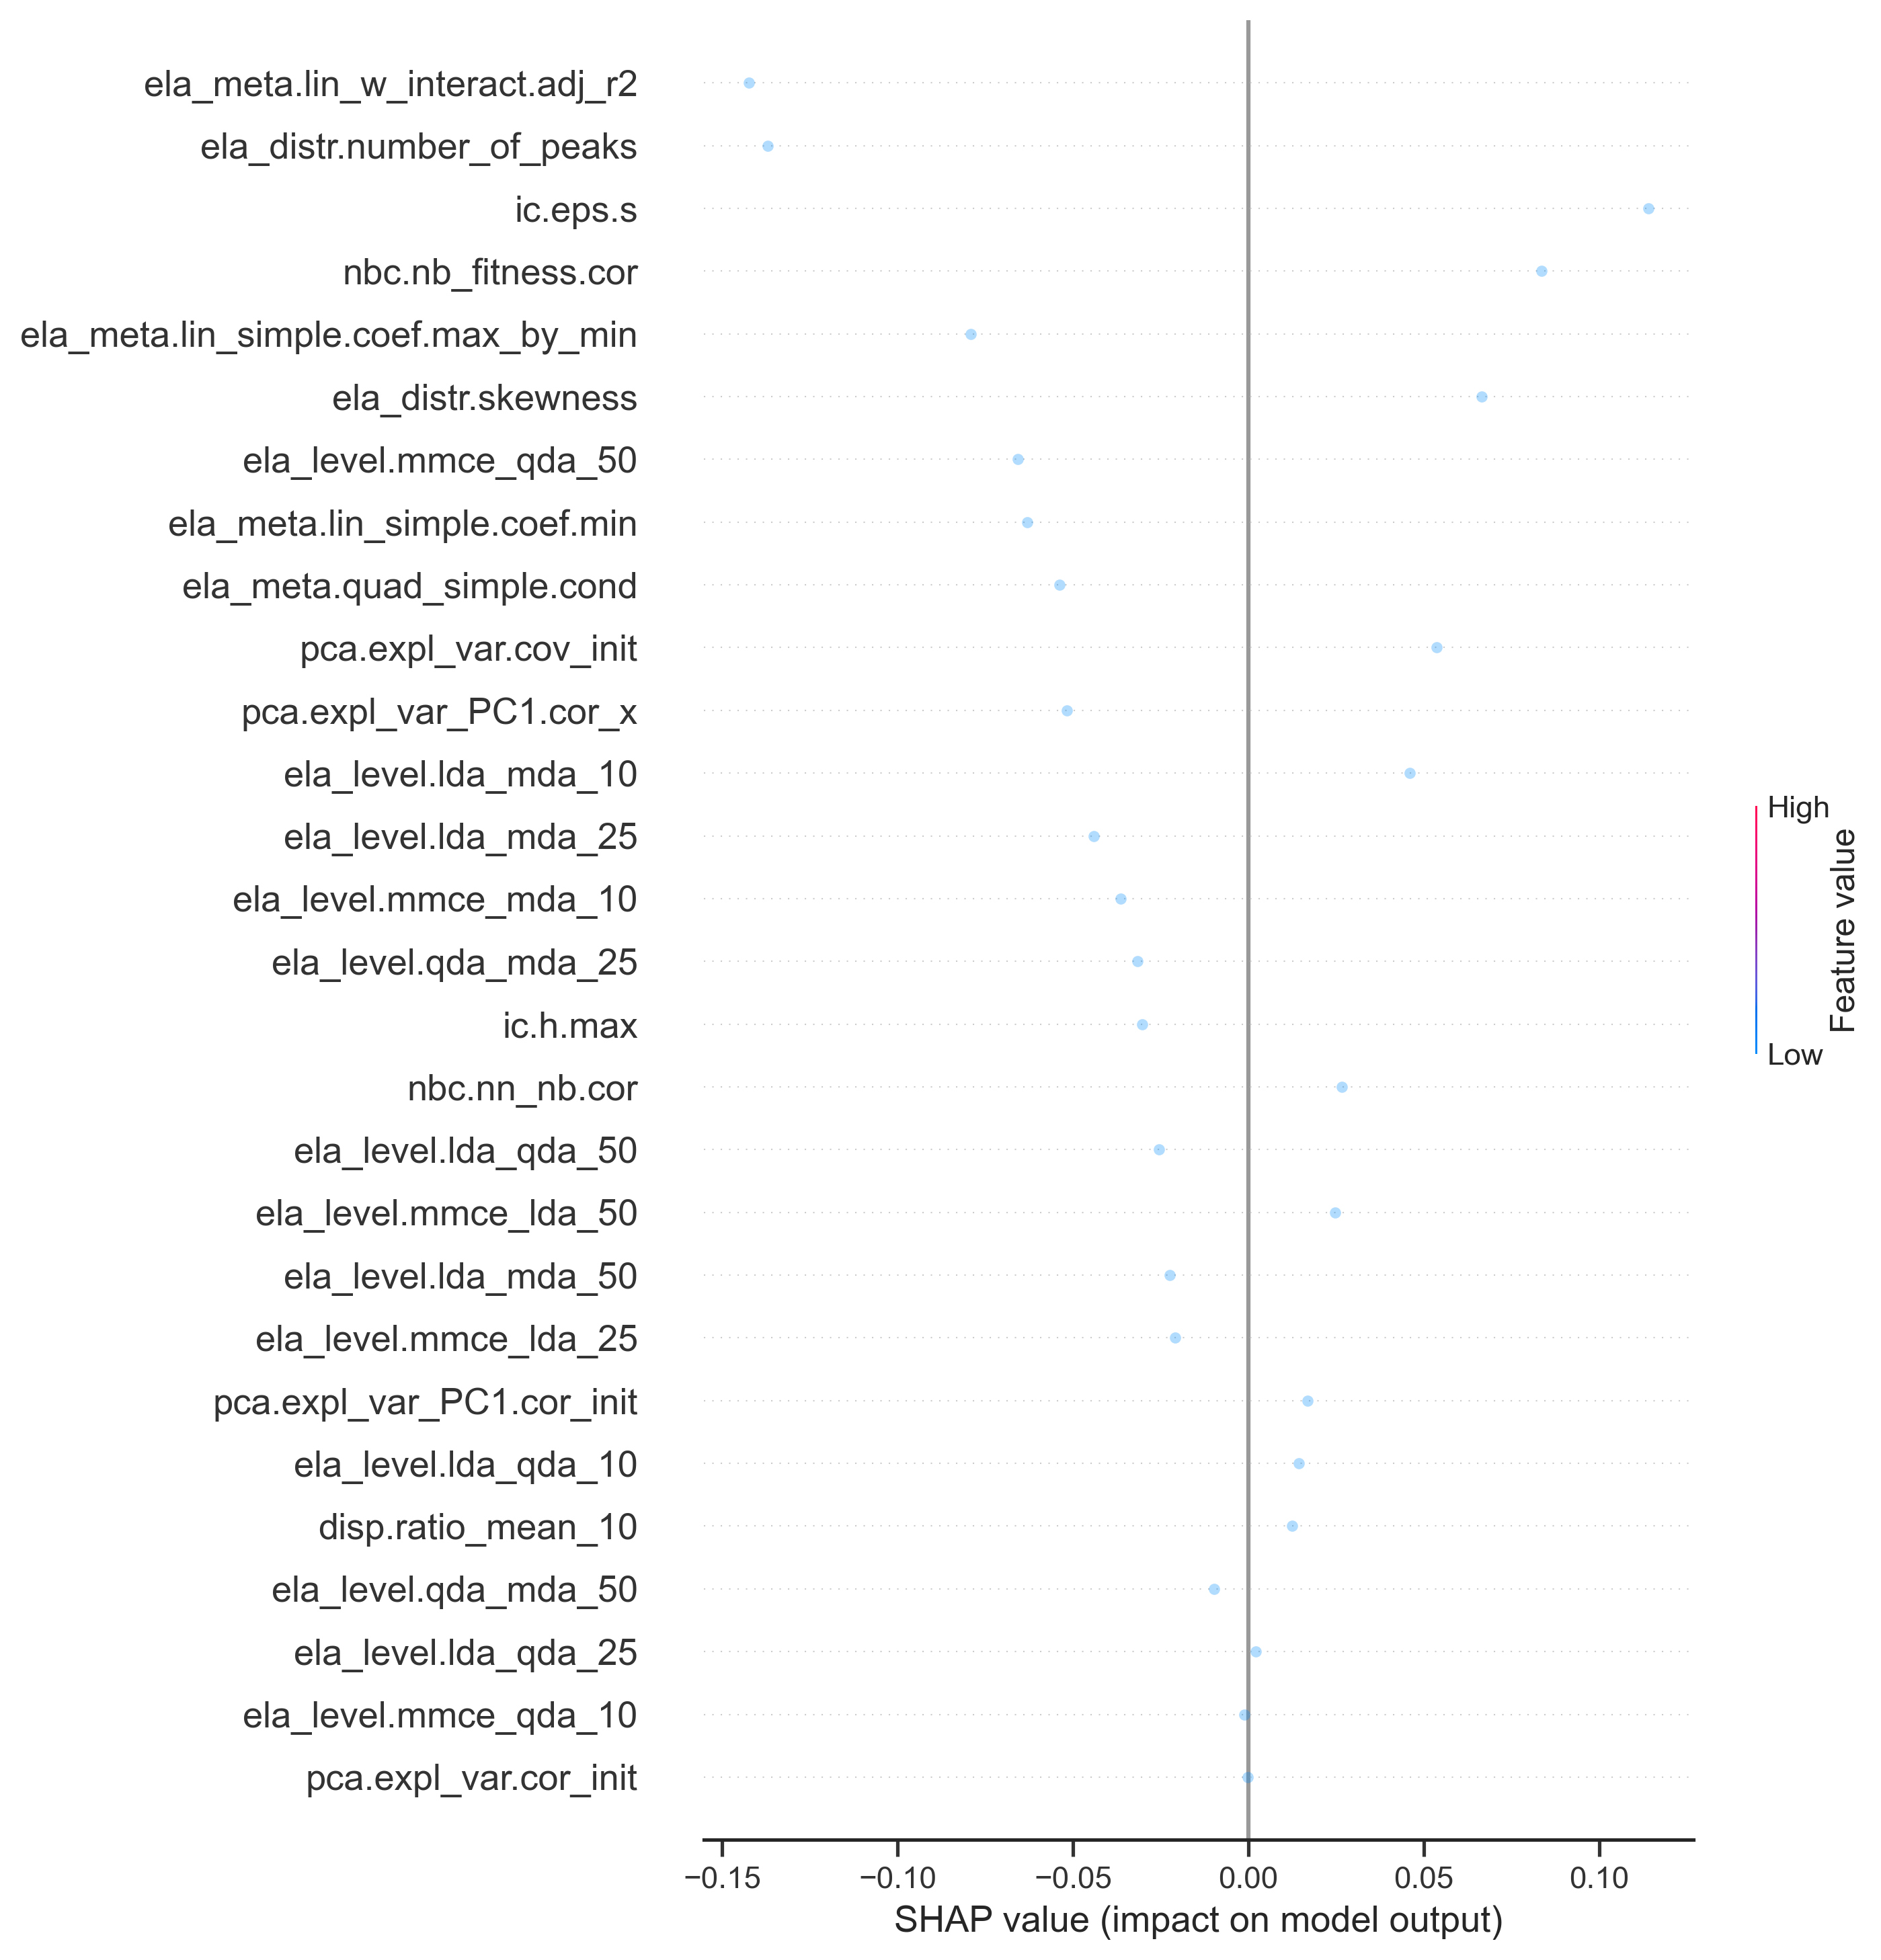 ela_meta.lin_w_interact.adj_r2
ela_distr.number_of_peaks
ic.eps.s
nbc.nb_fitness.cor
ela_meta.lin_simple.coef.max_by_min
ela_distr.skewness
ela_level.mmce_qda_50
ela_meta.lin_simple.coef.min
ela_meta.quad_simple.cond
pca.expl_var.cov_init
pca.expl_var_PC1.cor_x
ela_level.lda_mda_10
ela_level.lda_mda_25
ela_level.mmce_mda_10
ela_level.qda_mda_25
ic.h.max
nbc.nn_nb.cor
ela_level.lda_qda_50
ela_level.mmce_lda_50
ela_level.lda_mda_50
ela_level.mmce_lda_25
pca.expl_var_PC1.cor_init
ela_level.lda_qda_10
disp.ratio_mean_10
ela_level.qda_mda_50
ela_level.lda_qda_25
ela_level.mmce_qda_10
pca.expl_var.cor_init
−0.15 −0.10 −0.05 0.00 0.05 0.10
SHAP value (impact on model output)
High
Feature value
Low